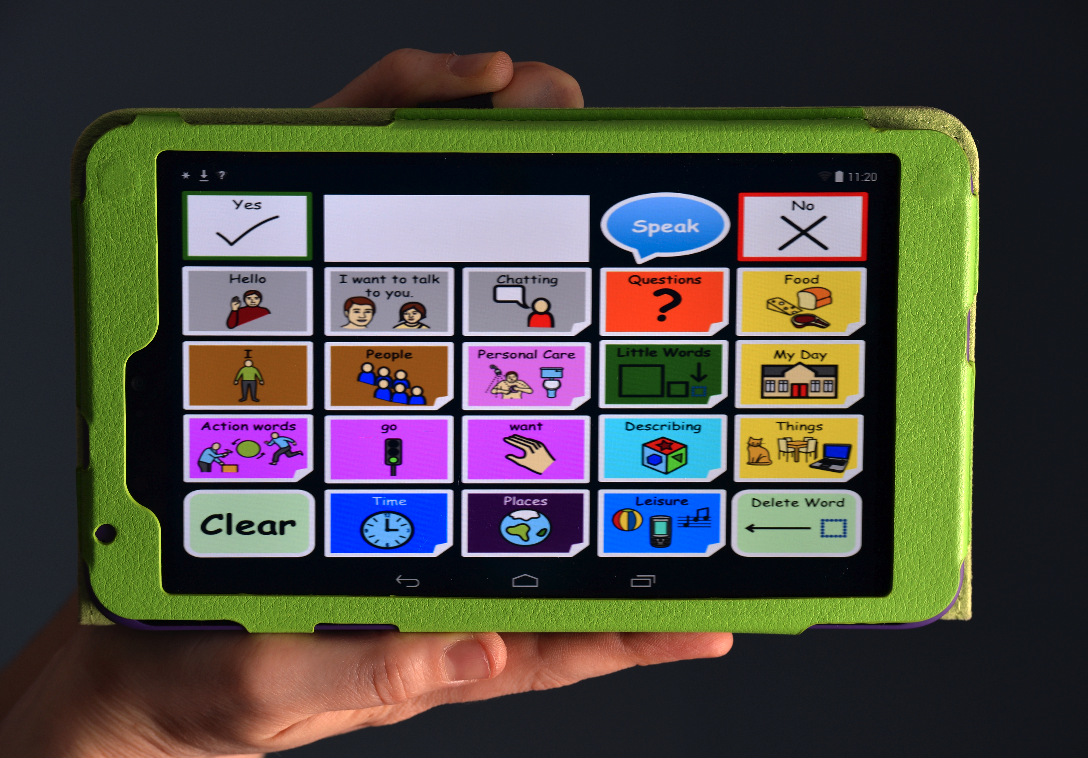 ? 11:20
Yes
Speak
No
Hello
I want to talk
to you.
Chatting
Questions
?
Food
I
People
Personal Care
Little Words
My Day
Action words
go
want
Describing
Things
Clear
Time
Places
Leisure
Delete Word